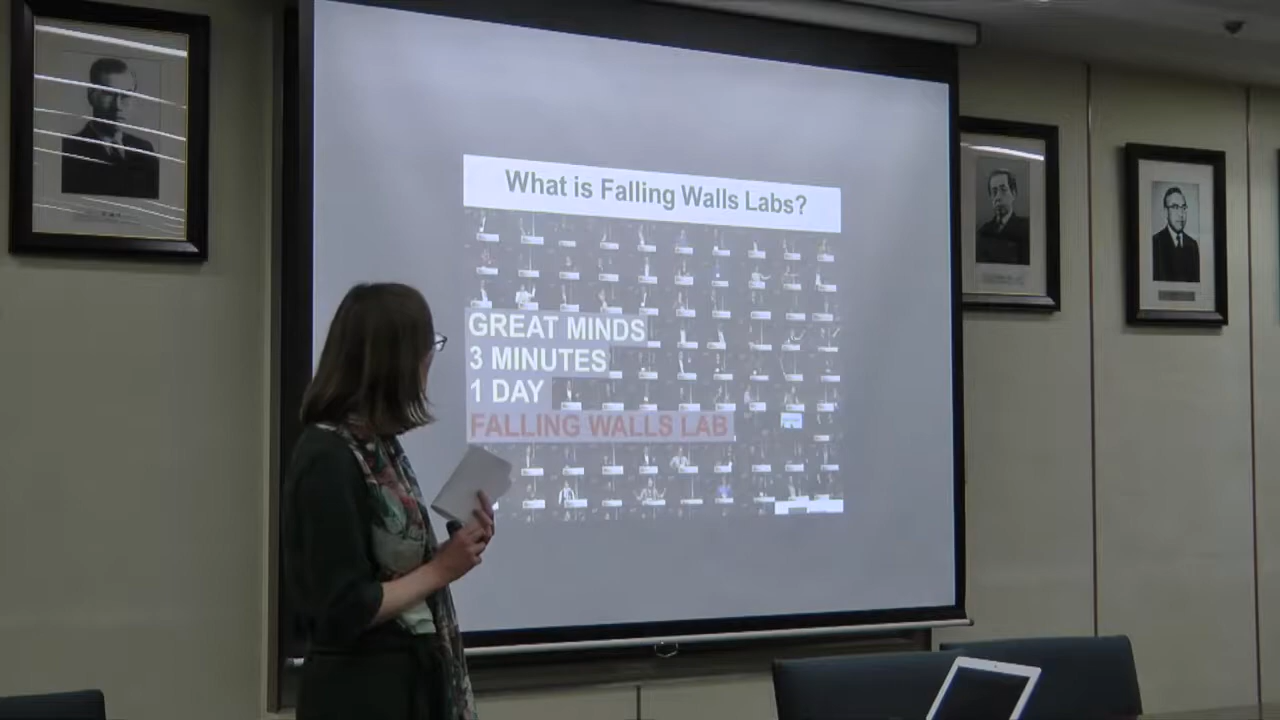 What is Falling Walls Labs?
GREAT MINDS
3 MINUTES
1 DAY
FALLING WALLS LAB